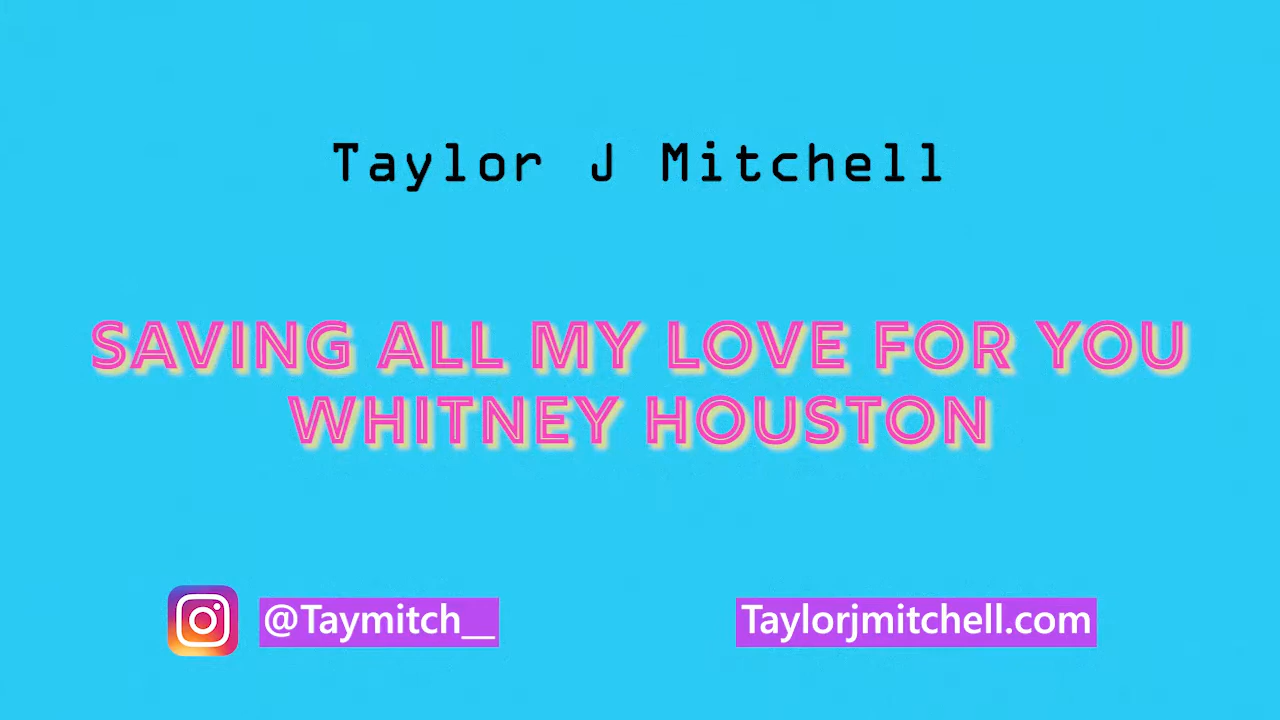 Taylor J Mitchell
SAVING ALL MY LOVE FOR YOU
WHITNEY HOUSTON
@Taymitch__
Taylorjmitchell.com